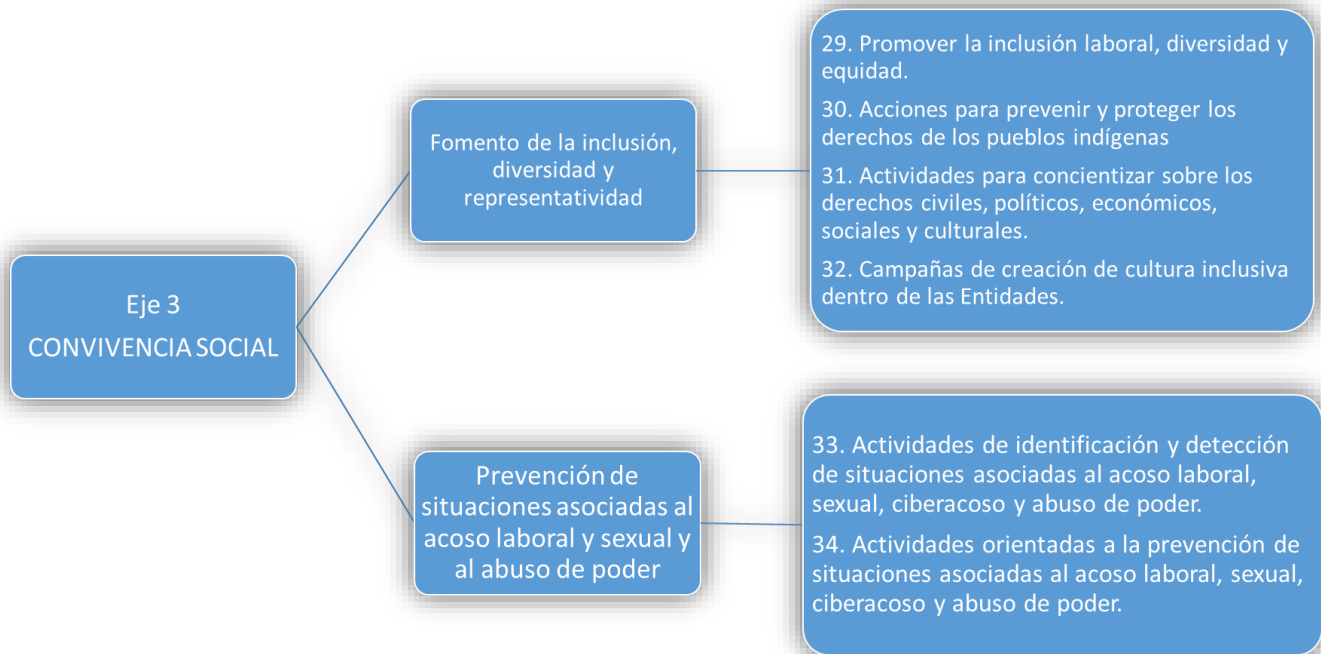 Eje 3
CONVIVENCIA SOCIAL
Fomento de la inclusión,
diversidad y
representatividad
29. Promover la inclusión laboral, diversidad y
equidad.
30. Acciones para prevenir y proteger los
derechos de los pueblos indígenas
31. Actividades para concientizar sobre los
derechos civiles, políticos, económicos,
sociales y culturales.
32. Campañas de creación de cultura inclusiva
dentro de las Entidades.
Prevención de
situaciones asociadas al
acoso laboral y sexual y
al abuso de poder
33. Actividades de identificación y detección
de situaciones asociadas al acoso laboral,
sexual, ciberacoso y abuso de poder.
34. Actividades orientadas a la prevención de
situaciones asociadas al acoso laboral, sexual,
ciberacoso y abuso de poder.